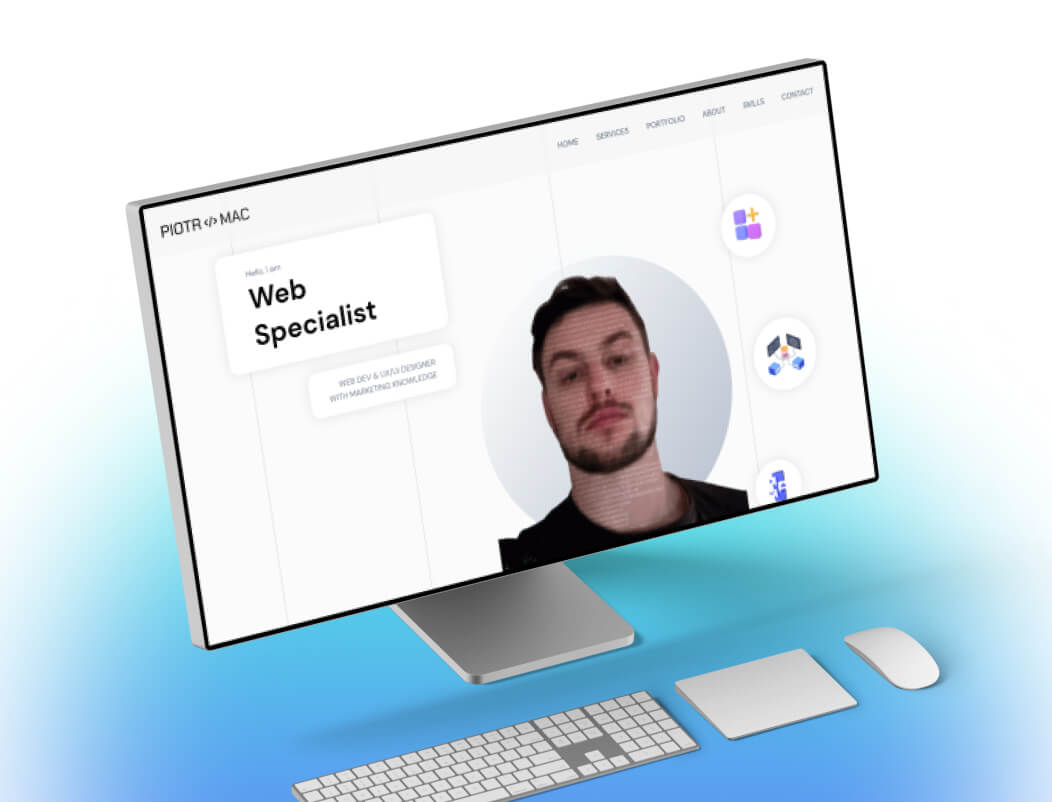 HOME SERVICES PORTFOLIO ABOUT SKILLS CONTACT
PIOTR </> MAC
Hello, I am
Web
Specialist
WEB DEV & UX/UI DESIGNER
WITH MARKETING KNOWLEDGE